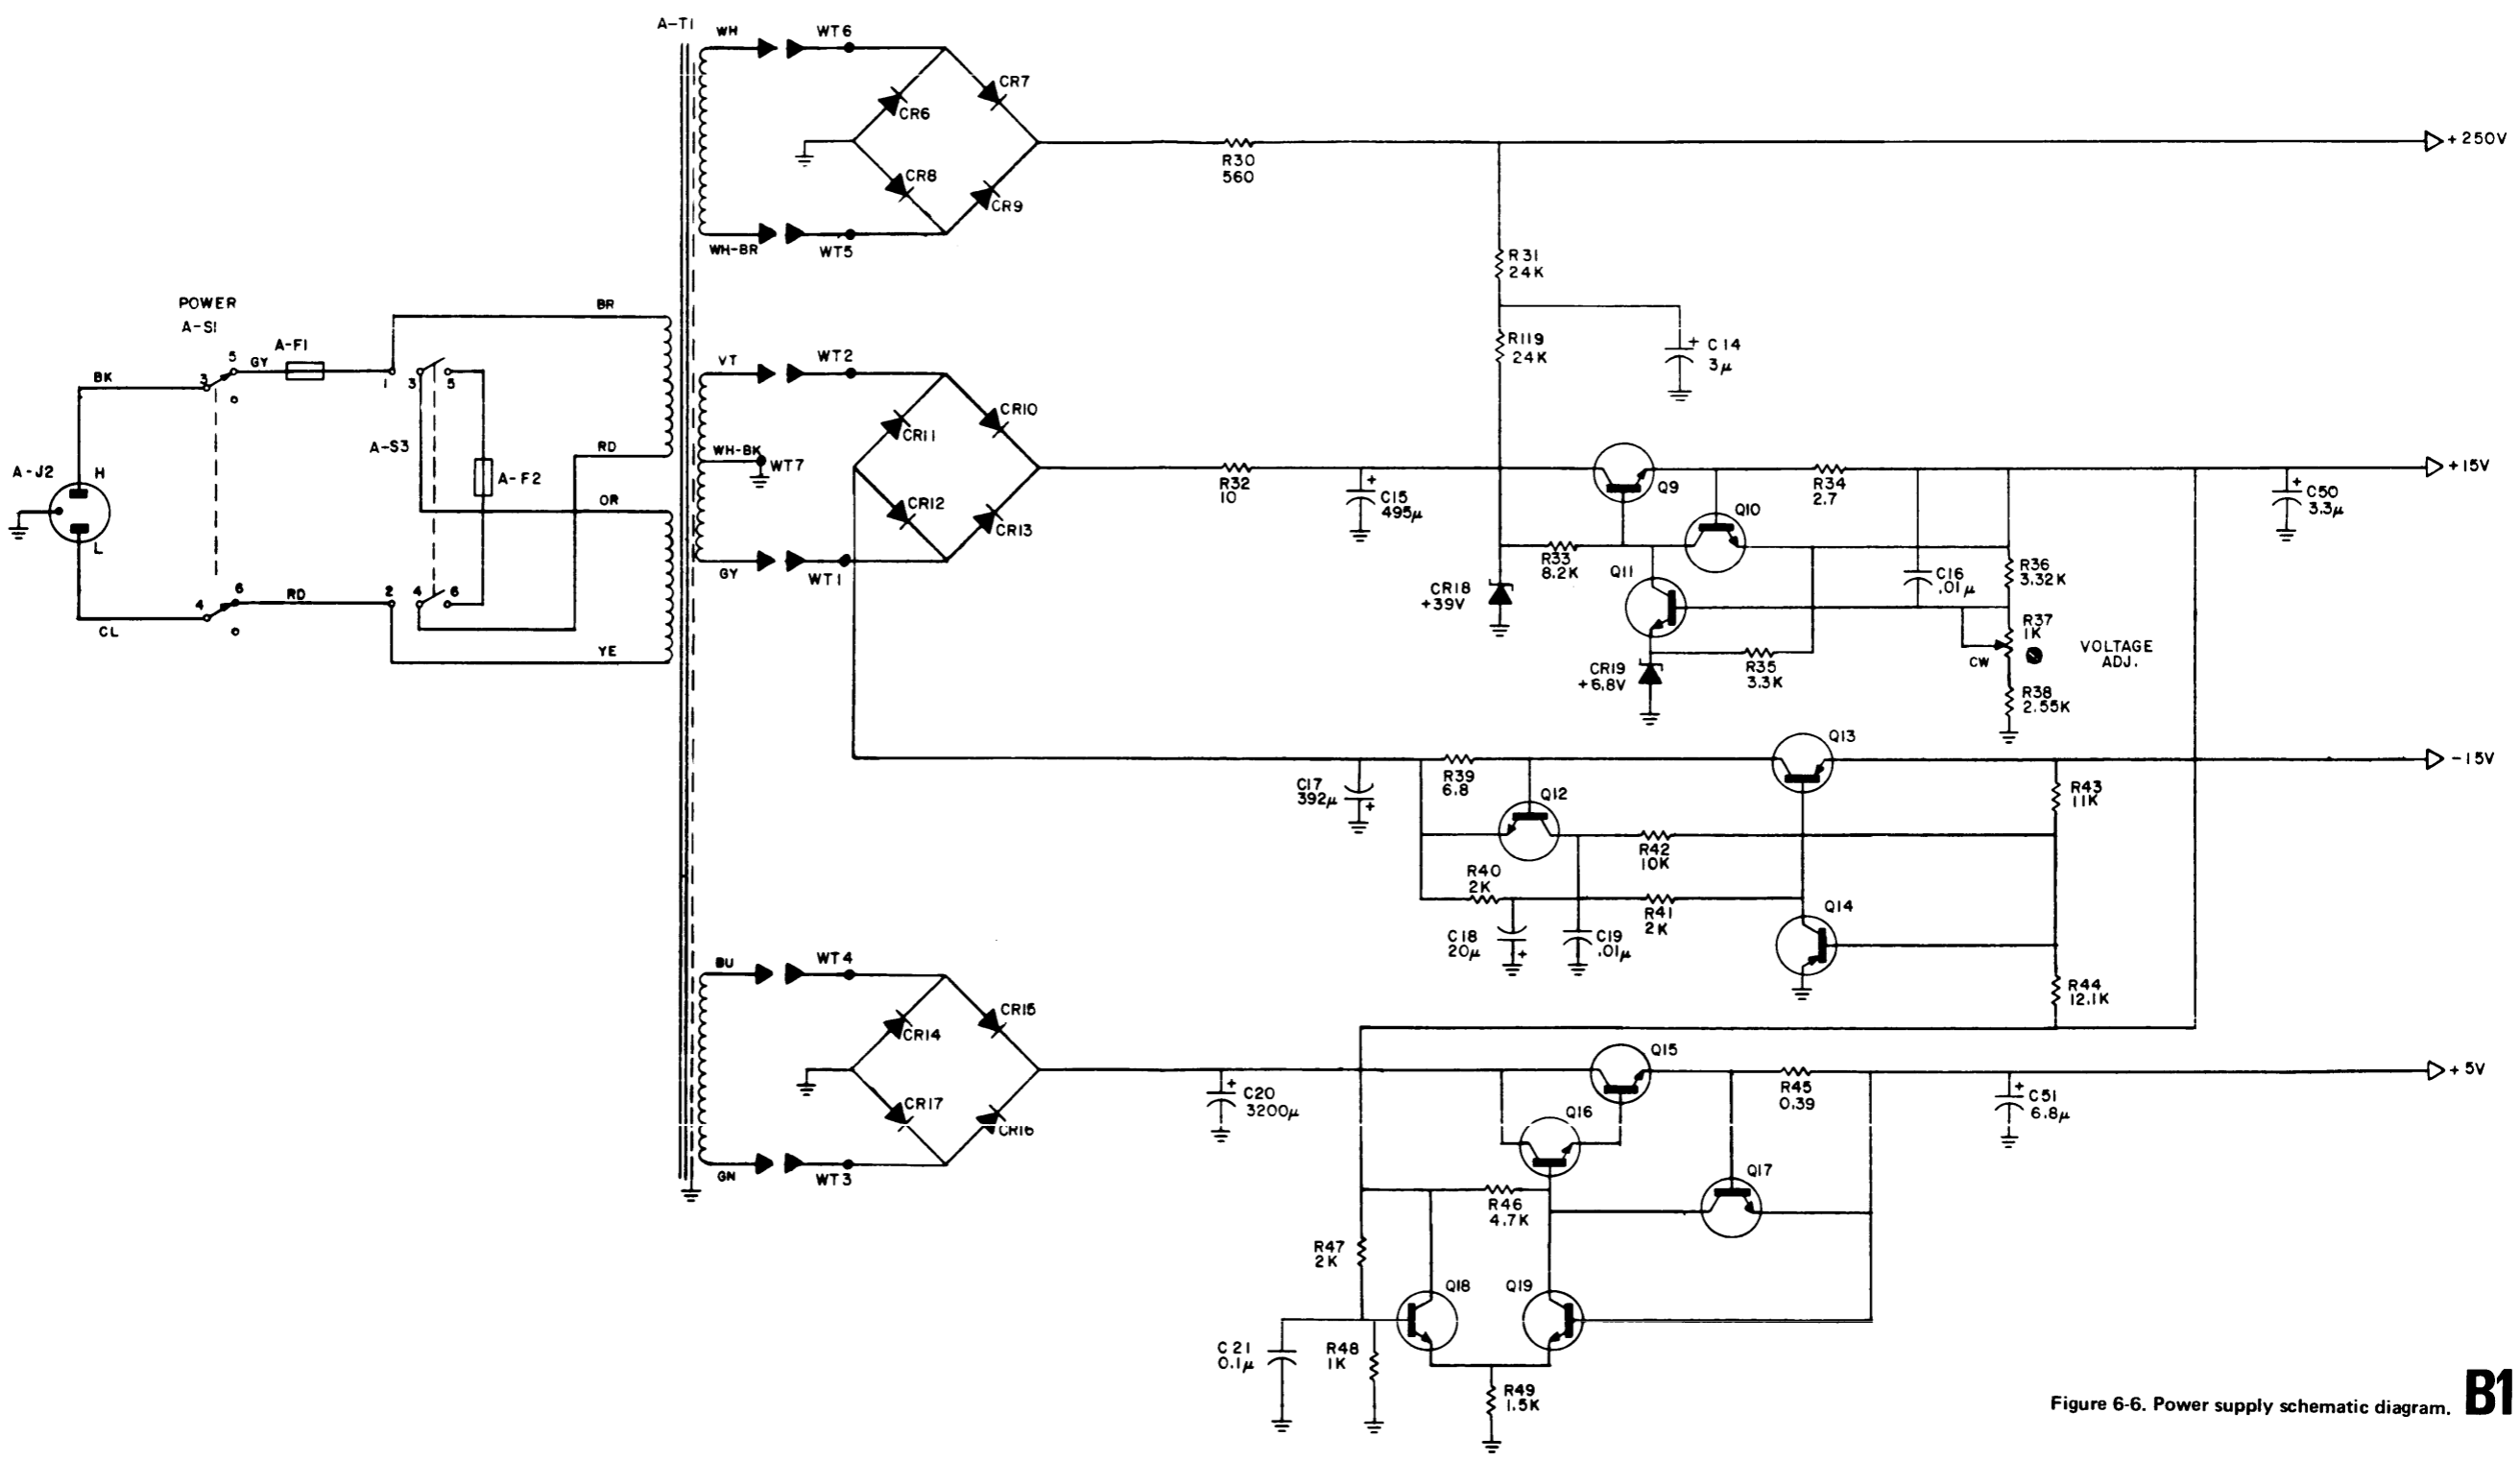 A-T1
WH
WT6
CR7
CR6
CR8
CR9
WH-BR
WT5
R30
560
+250V
R31
24K
R119
24K
+
C14
3µ
POWER
A-S1
BR
A-F1
5
GY
3
BK
1
3
5
A-S3
A-F2
RD
OR
A-J2
H
L
CL
4
6
RD
2
4
6
YE
VT
WT2
WH-BK
WT7
GY
WT1
CR10
CR11
CR12
CR13
R32
10
+
C15
495µ
Q9
R34
2.7
+15V
+
C50
3.3µ
Q10
R33
8.2K
Q11
CR18
+39V
C16
.01µ
R36
3.32K
R37
1K
CW
VOLTAGE
ADJ.
CR19
+6.8V
R35
3.3K
R38
2.55K
Q13
-15V
C17
392µ
+
R39
6.8
Q12
R43
11K
R42
10K
R40
2K
R41
2K
Q14
C18
20µ
+
C19
.01µ
R44
12.1K
BU
WT4
CR15
CR14
CR17
CR16
GN
WT3
+
C20
3200µ
Q15
R45
0.39
+5V
+
C51
6.8µ
Q16
Q17
R46
4.7K
R47
2K
Q18
Q19
C21
0.1µ
R48
1K
R49
1.5K
Figure 6-6. Power supply schematic diagram.
B1